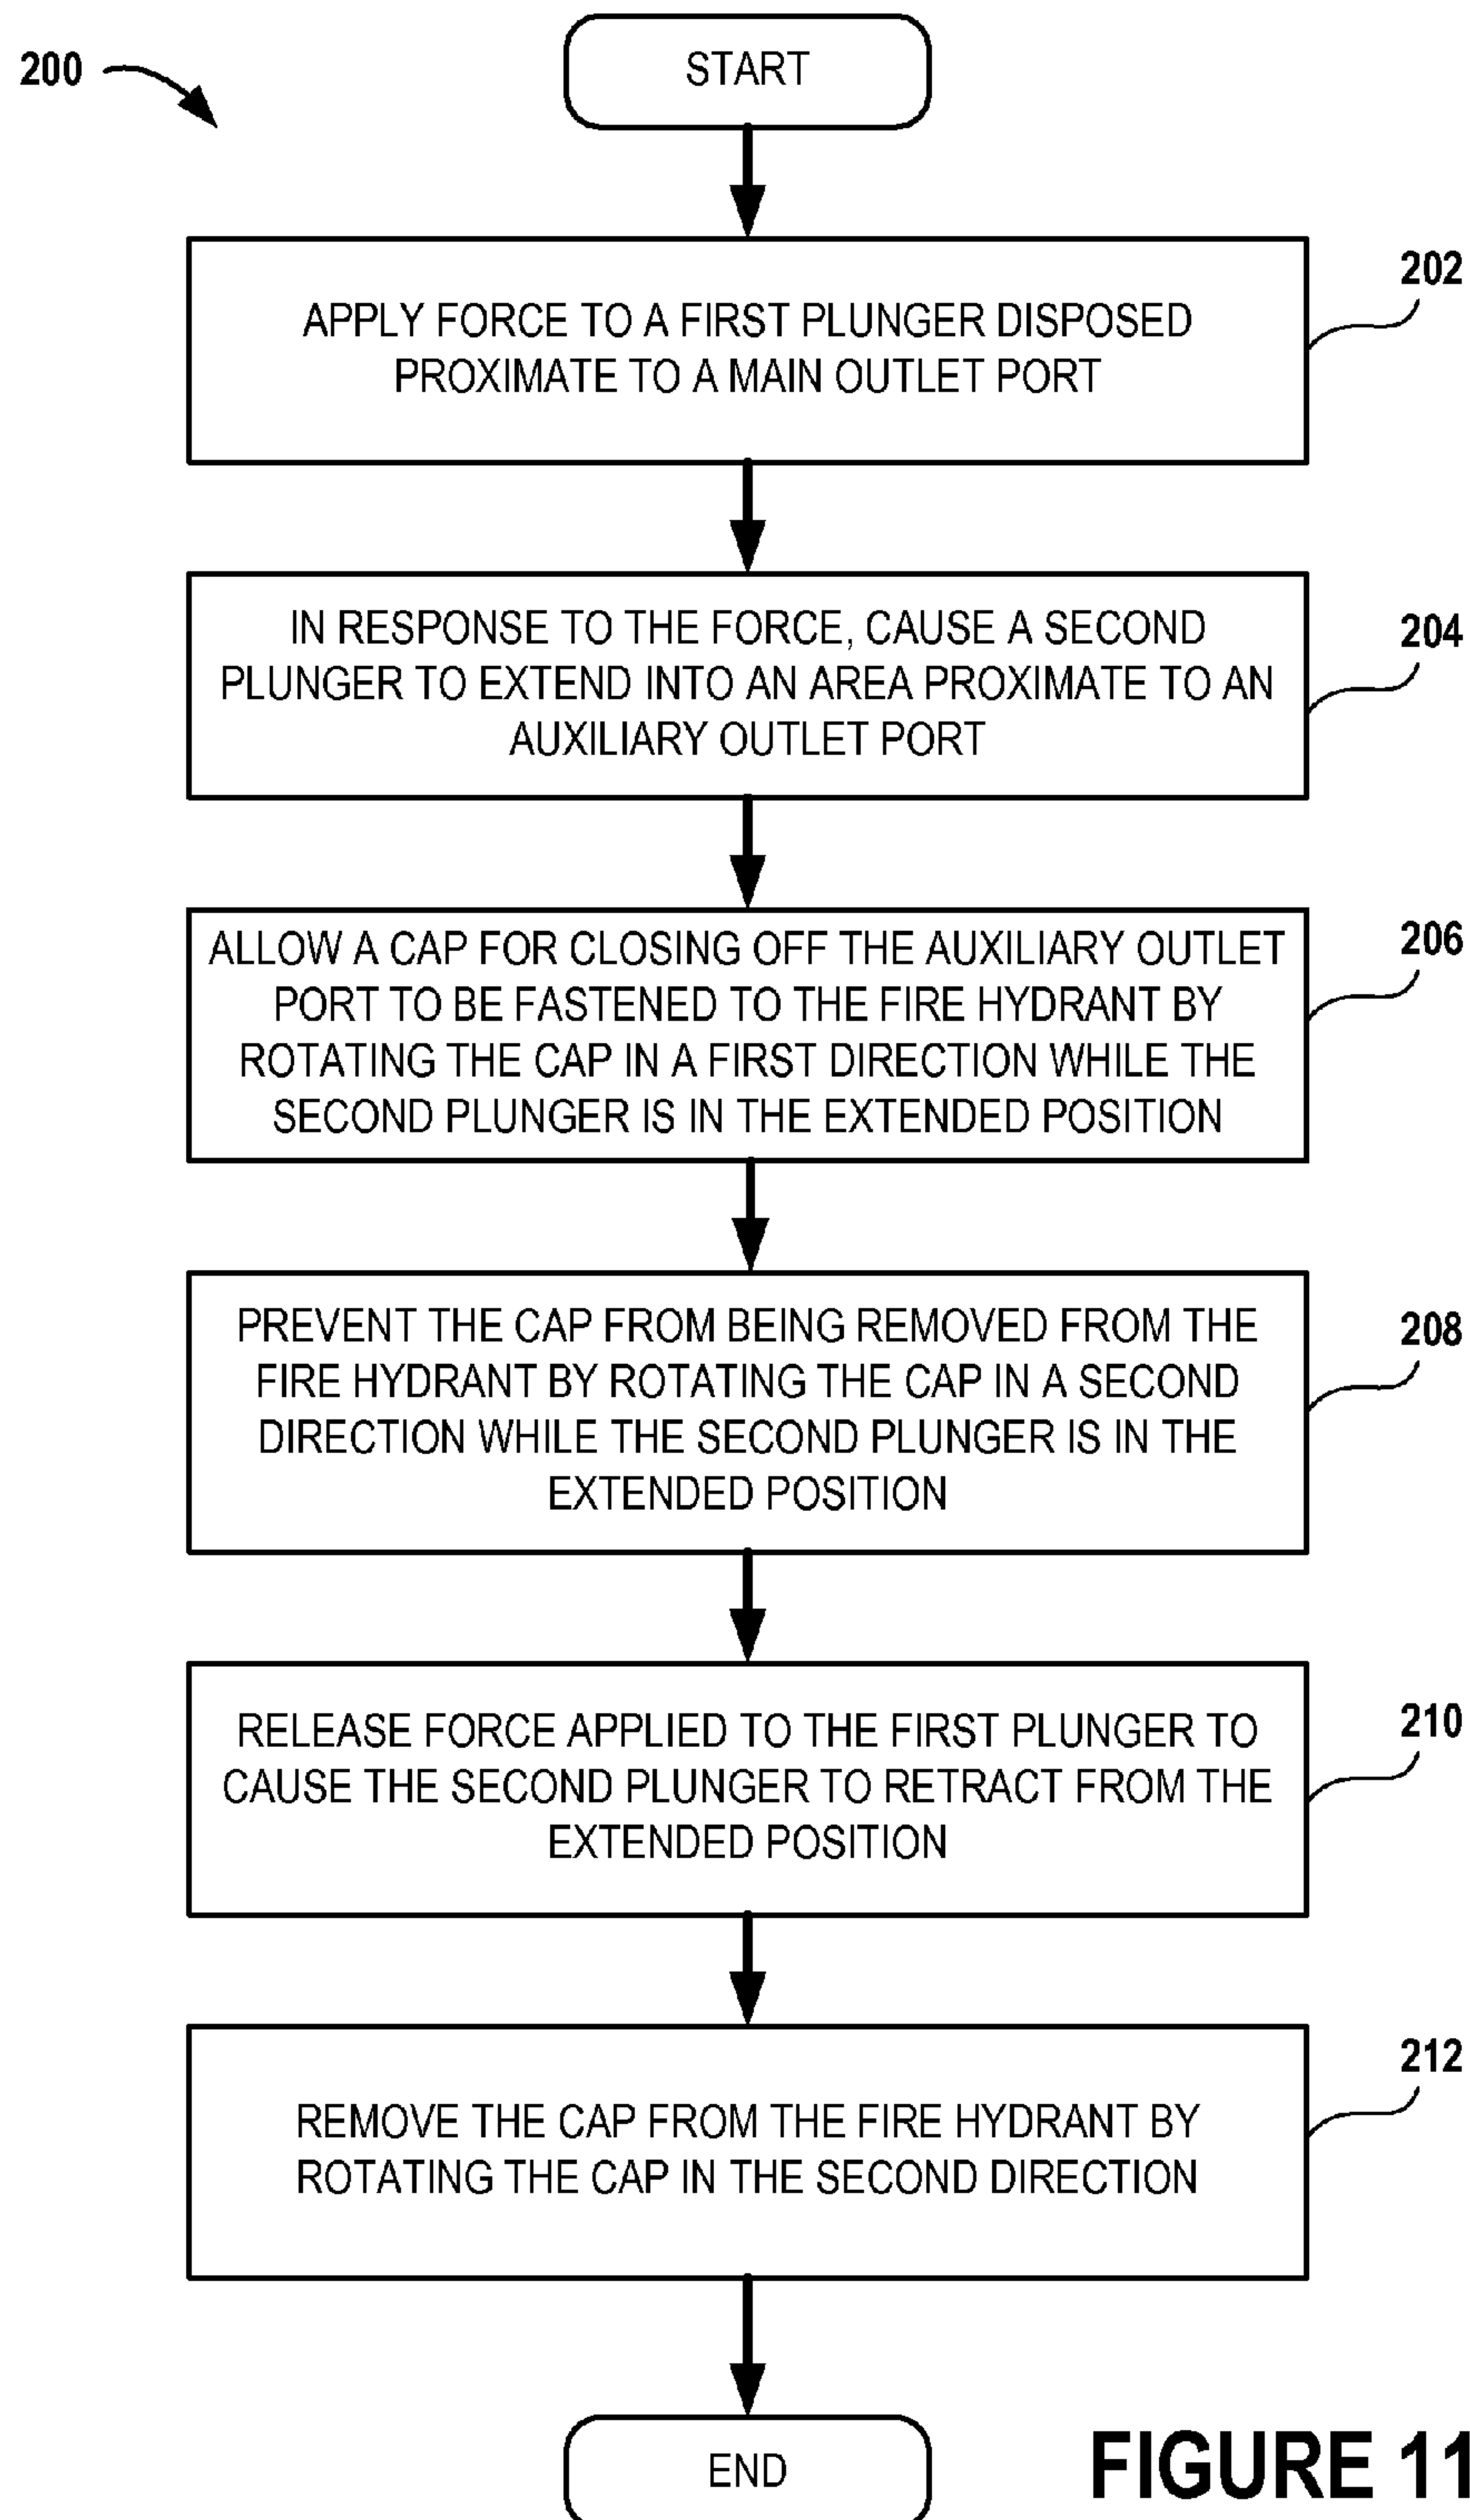 200
START
202
APPLY FORCE TO A FIRST PLUNGER DISPOSED
PROXIMATE TO A MAIN OUTLET PORT
204
IN RESPONSE TO THE FORCE, CAUSE A SECOND
PLUNGER TO EXTEND INTO AN AREA PROXIMATE TO AN
AUXILIARY OUTLET PORT
206
ALLOW A CAP FOR CLOSING OFF THE AUXILIARY OUTLET
PORT TO BE FASTENED TO THE FIRE HYDRANT BY
ROTATING THE CAP IN A FIRST DIRECTION WHILE THE
SECOND PLUNGER IS IN THE EXTENDED POSITION
208
PREVENT THE CAP FROM BEING REMOVED FROM THE
FIRE HYDRANT BY ROTATING THE CAP IN A SECOND
DIRECTION WHILE THE SECOND PLUNGER IS IN THE
EXTENDED POSITION
210
RELEASE FORCE APPLIED TO THE FIRST PLUNGER TO
CAUSE THE SECOND PLUNGER TO RETRACT FROM THE
EXTENDED POSITION
212
REMOVE THE CAP FROM THE FIRE HYDRANT BY
ROTATING THE CAP IN THE SECOND DIRECTION
END
FIGURE 11